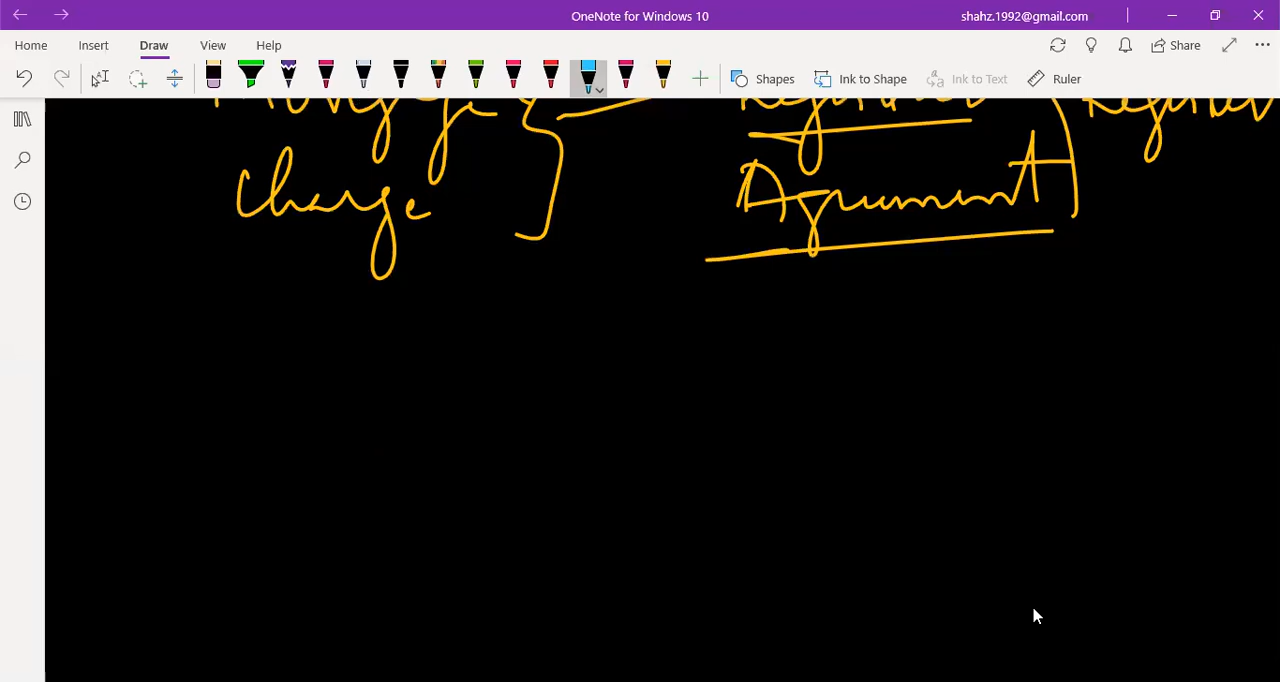 OneNote for Windows 10
shahz.1992@gmail.com
Home Insert Draw View Help
Share
Shapes Ink to Shape Ink to Text Ruler
Charge
Agrumment